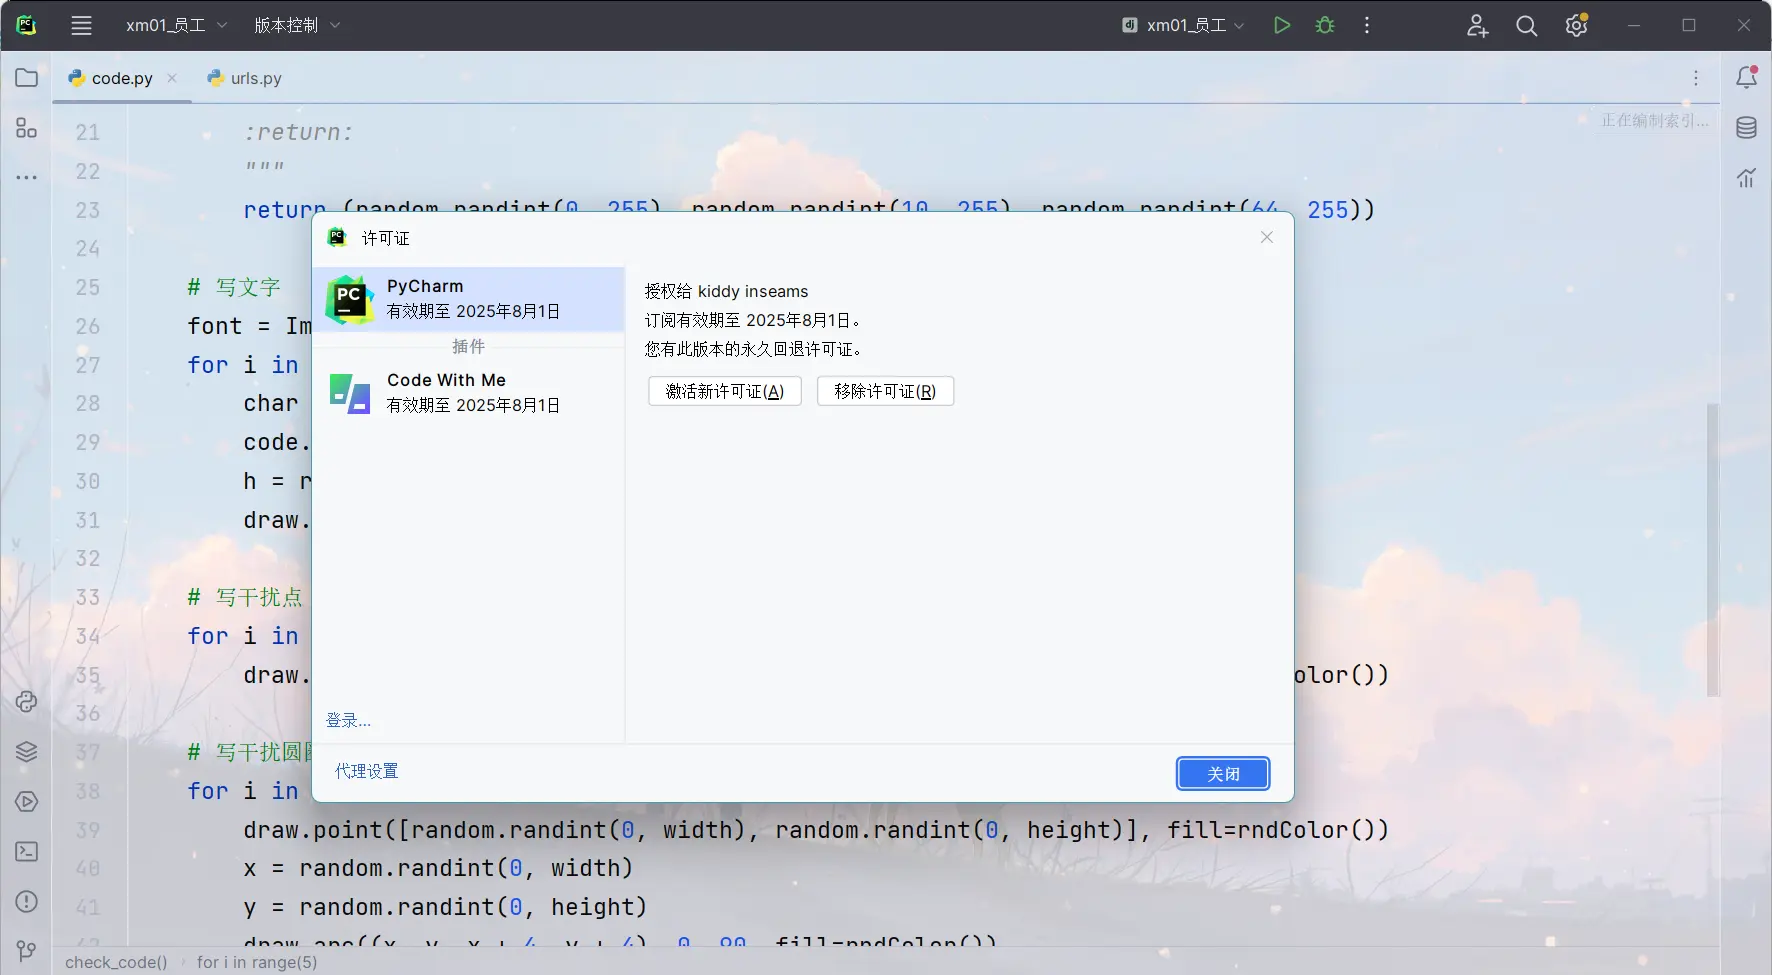 xm01_员工
版本控制
xm01_员工
code.py
urls.py
正在编制索引...
21 :return:
22 """
23 return (random.randint(0, 255), random.randint(10, 255), random.randint(64, 255))
24
25 # 写文字
26 font = Im
27 for i in
28 char
29 code.
30 h = r
31 draw.
32
33 # 写干扰点
34 for i in
35 draw. olor())
36
37 # 写干扰圆圈
38 for i in
39 draw.point([random.randint(0, width), random.randint(0, height)], fill=rndColor())
40 x = random.randint(0, width)
41 y = random.randint(0, height)
42 draw.arc((x, y, x + 4, y + 4), 0, 90, fill=rndColor())
check_code() › for i in range(5)
许可证
PyCharm
有效期至 2025年8月1日
插件
Code With Me
有效期至 2025年8月1日
登录...
授权给 kiddy inseams
订阅有效期至 2025年8月1日。
您有此版本的永久回退许可证。
激活新许可证(A)
移除许可证(R)
代理设置
关闭